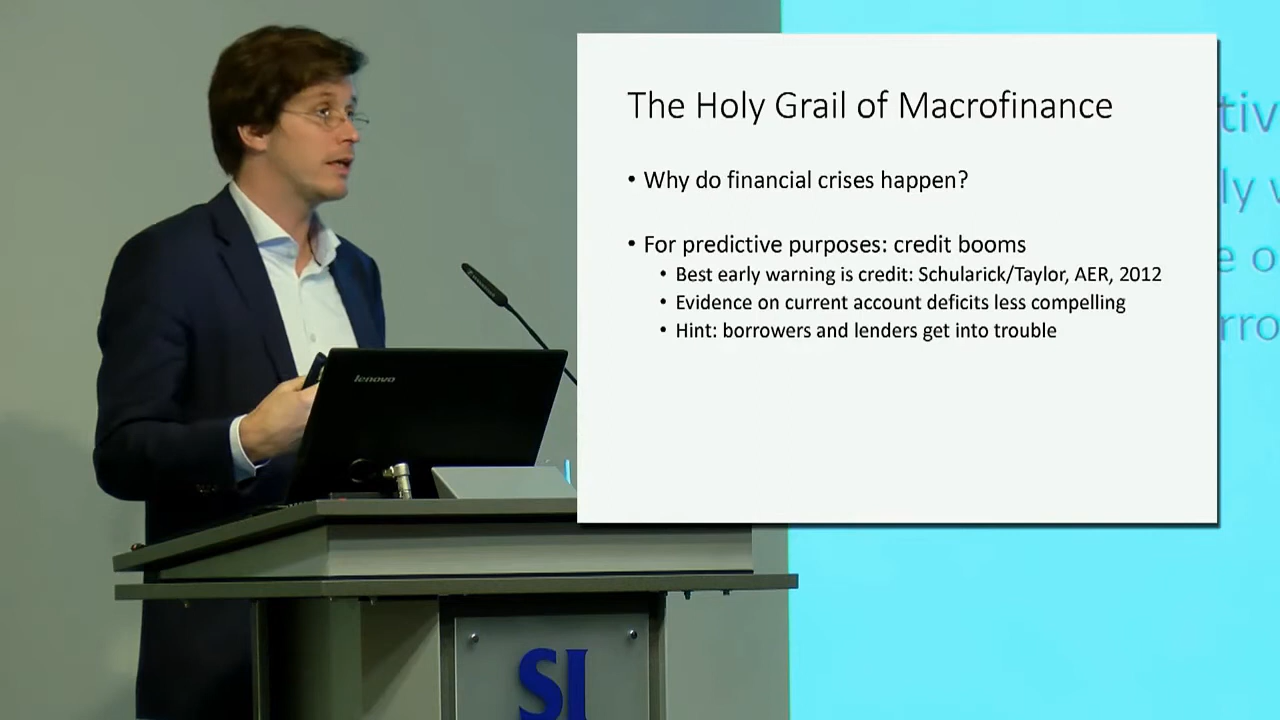 The Holy Grail of Macrofinance
• Why do financial crises happen?
• For predictive purposes: credit booms
• Best early warning is credit: Schularick/Taylor, AER, 2012
• Evidence on current account deficits less compelling
• Hint: borrowers and lenders get into trouble
lenovo
SI